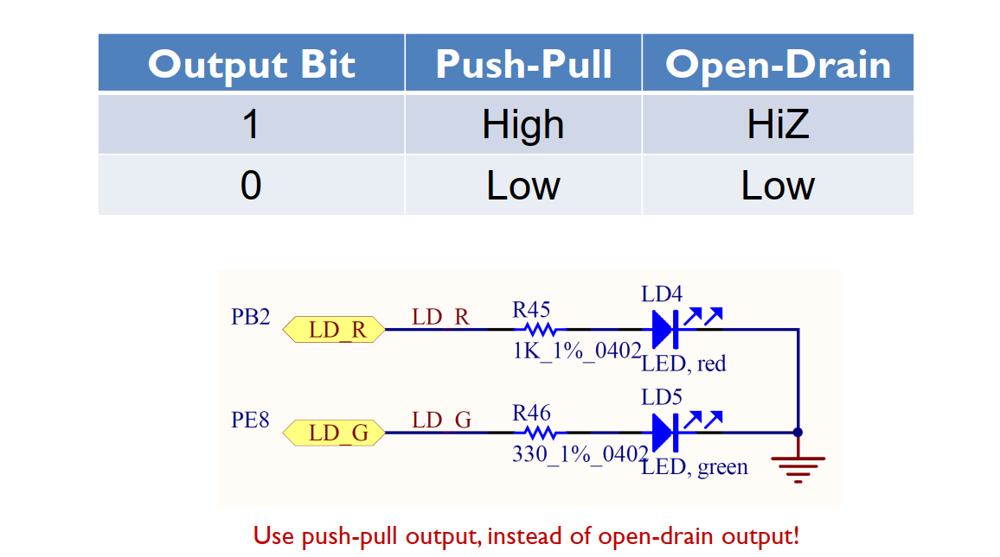 Output Bit Push-Pull Open-Drain
1 High HiZ
0 Low Low
LD4
PB2 LD_R LD_R R45
1K_1%_0402
LED, red
LD5
PE8 LD_G LD_G R46
330_1%_0402
LED, green
Use push-pull output, instead of open-drain output!